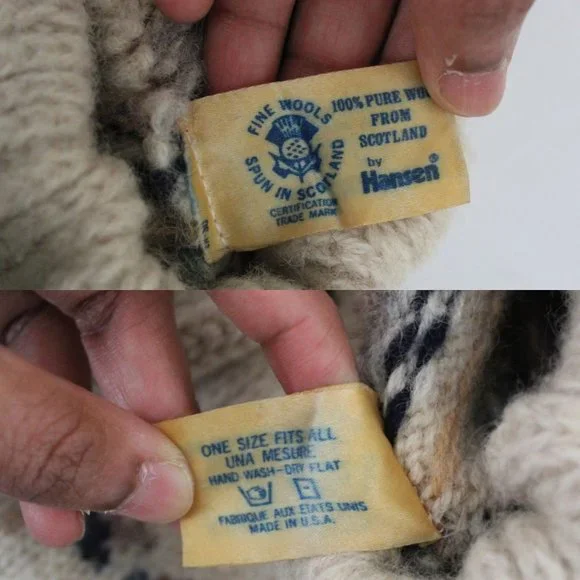 FINE WOOLS
SPUN IN SCOTLAND
CERTIFICATION
TRADE MARK
100% PURE
FROM
SCOTLAND
by
Hansen®
ONE SIZE FITS ALL
UNA MESURE
HAND WASH-DRY FLAT
FABRIQUE AUX ETATS UNIS
MADE IN U.S.A.